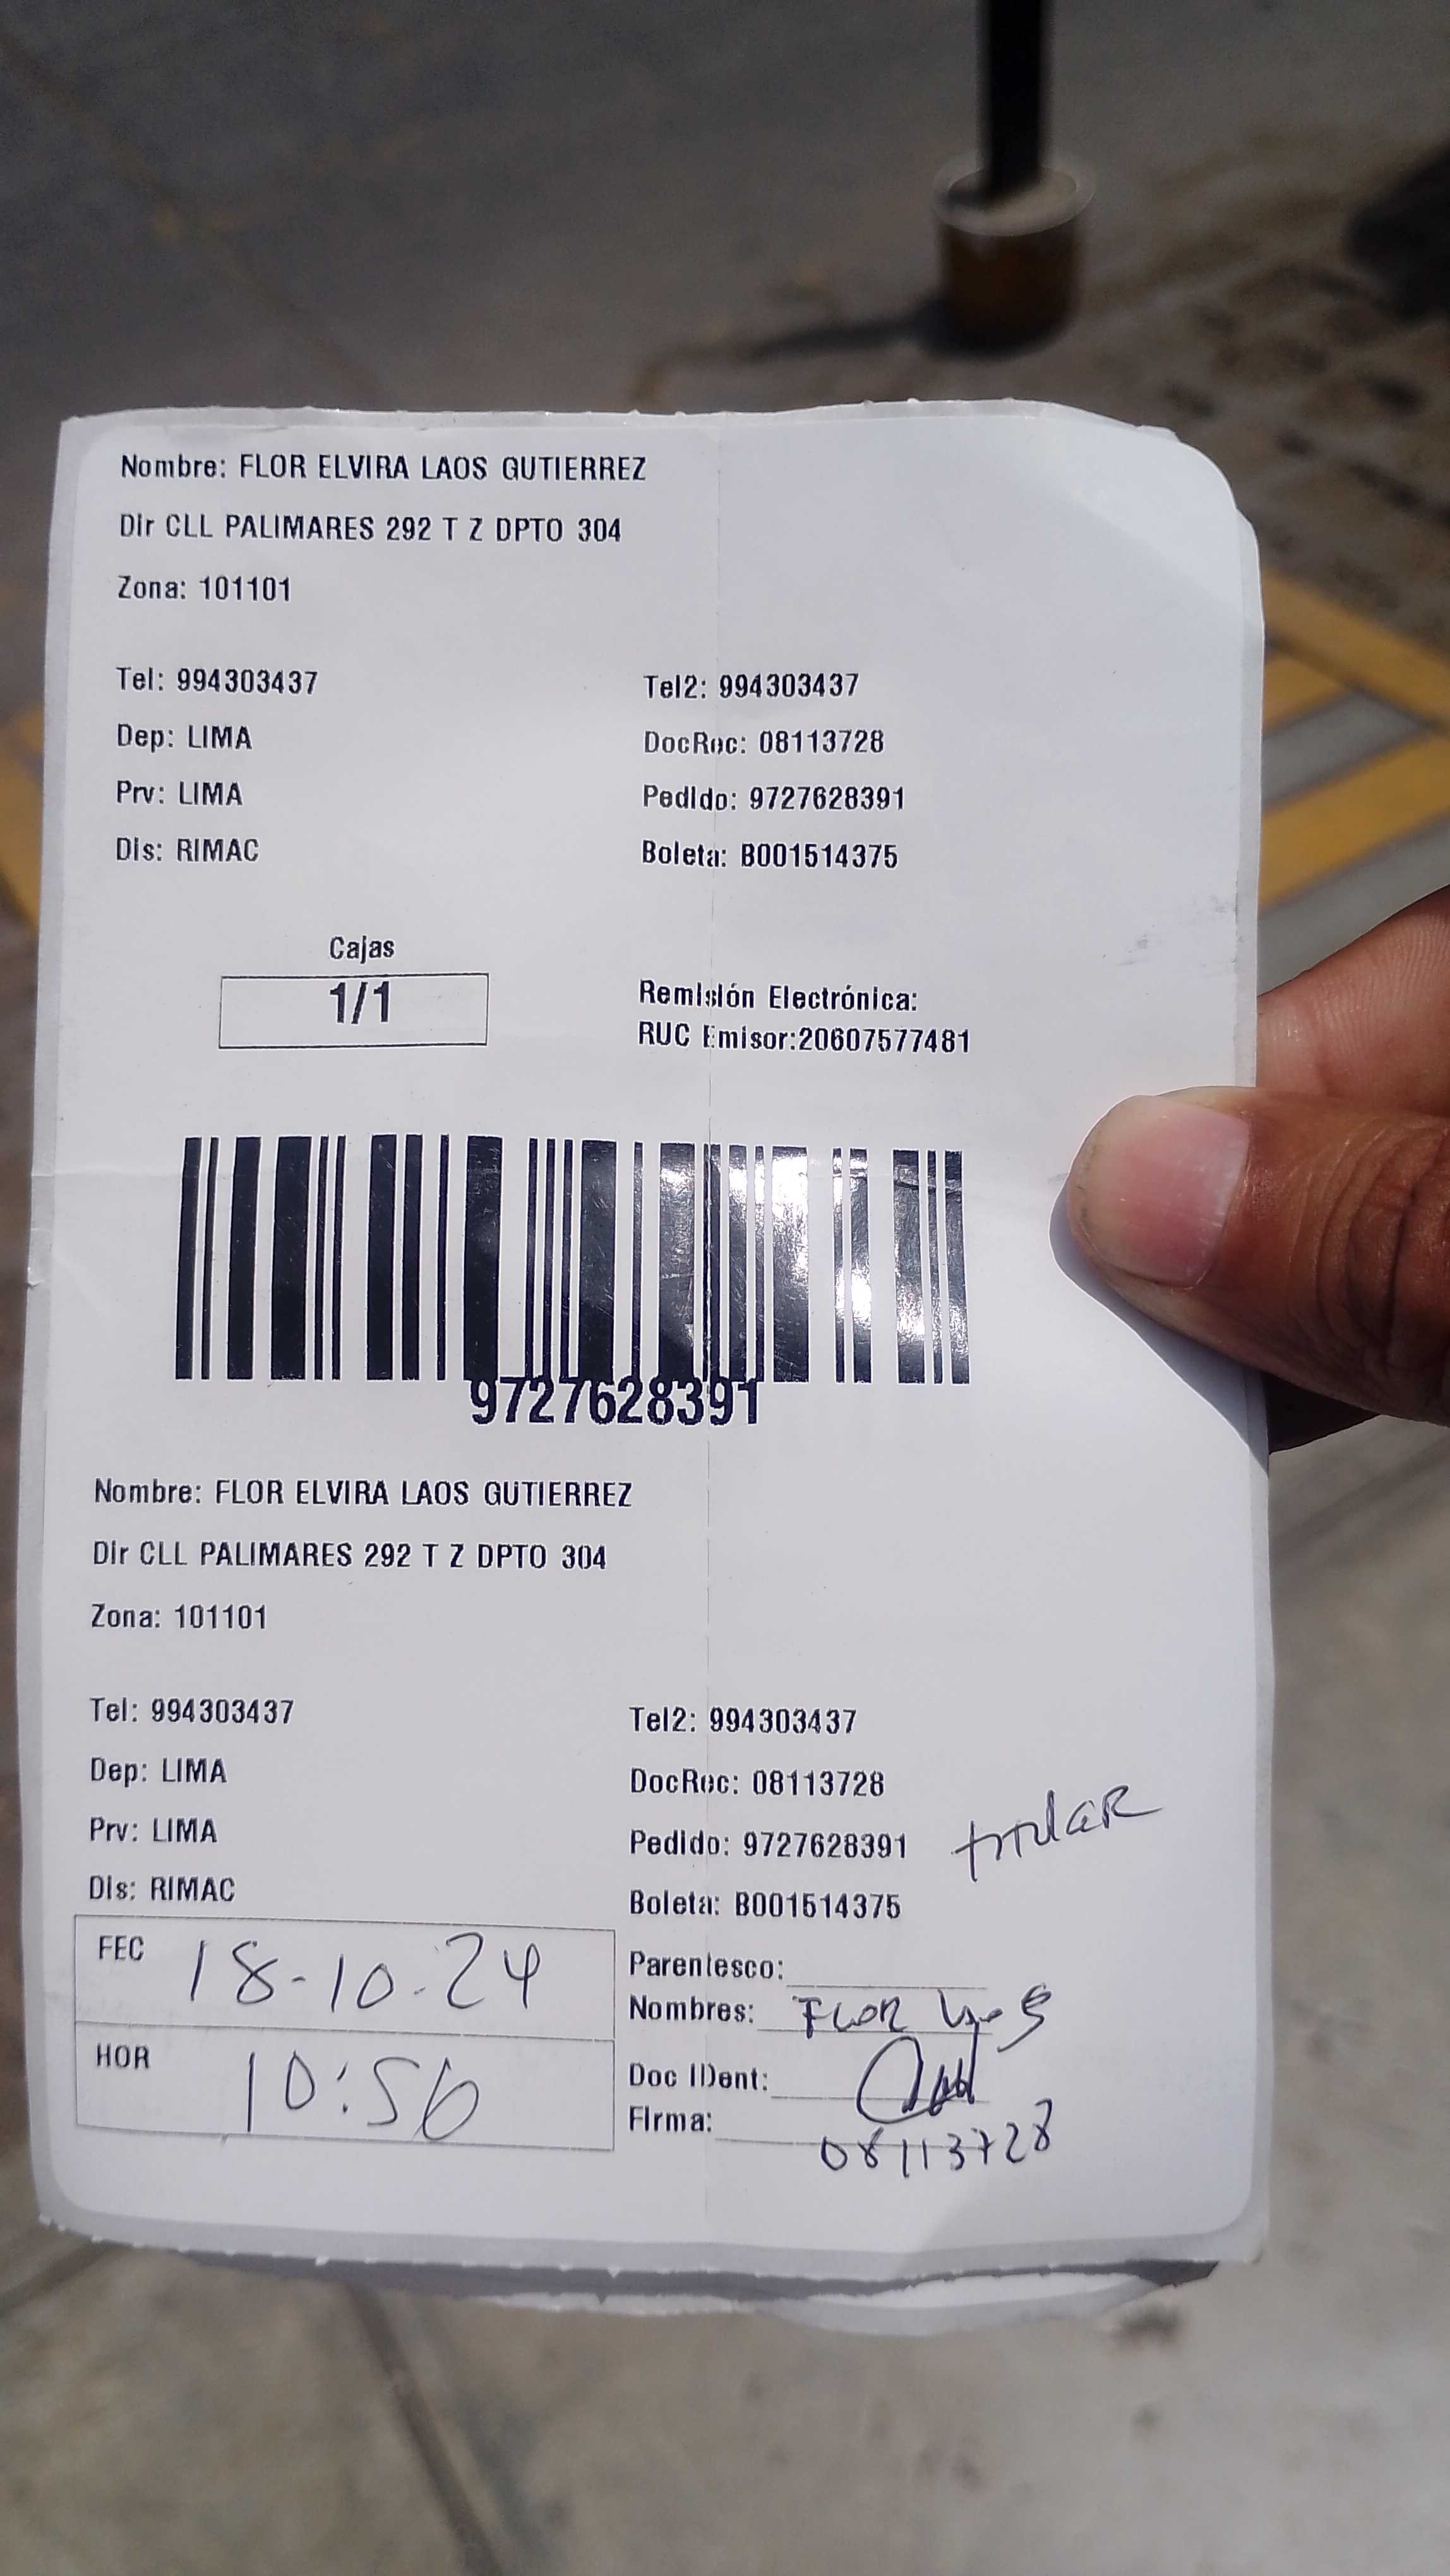 Nombre: FLOR ELVIRA LAOS GUTIERREZ
Dir CLL PALIMARES 292 T Z DPTO 304
Zona: 101101
Tel: 994303437 Tel2: 994303437
Dep: LIMA DocRec: 08113728
Prv: LIMA Pedido: 9727628391
Dis: RIMAC Boleta: B001514375
Cajas
1/1
Remisión Electrónica:
RUC Emisor:20607577481
9727628391
Nombre: FLOR ELVIRA LAOS GUTIERREZ
Dir CLL PALIMARES 292 T Z DPTO 304
Zona: 101101
Tel: 994303437 Tel2: 994303437
Dep: LIMA DocRec: 08113728
Prv: LIMA Pedido: 9727628391 titular
Dis: RIMAC Boleta: B001514375
FEC 18-10-24
HOR 10:56
Parentesco:
Nombres: FLOR Laos
Doc IDent:
Firma:
08113728